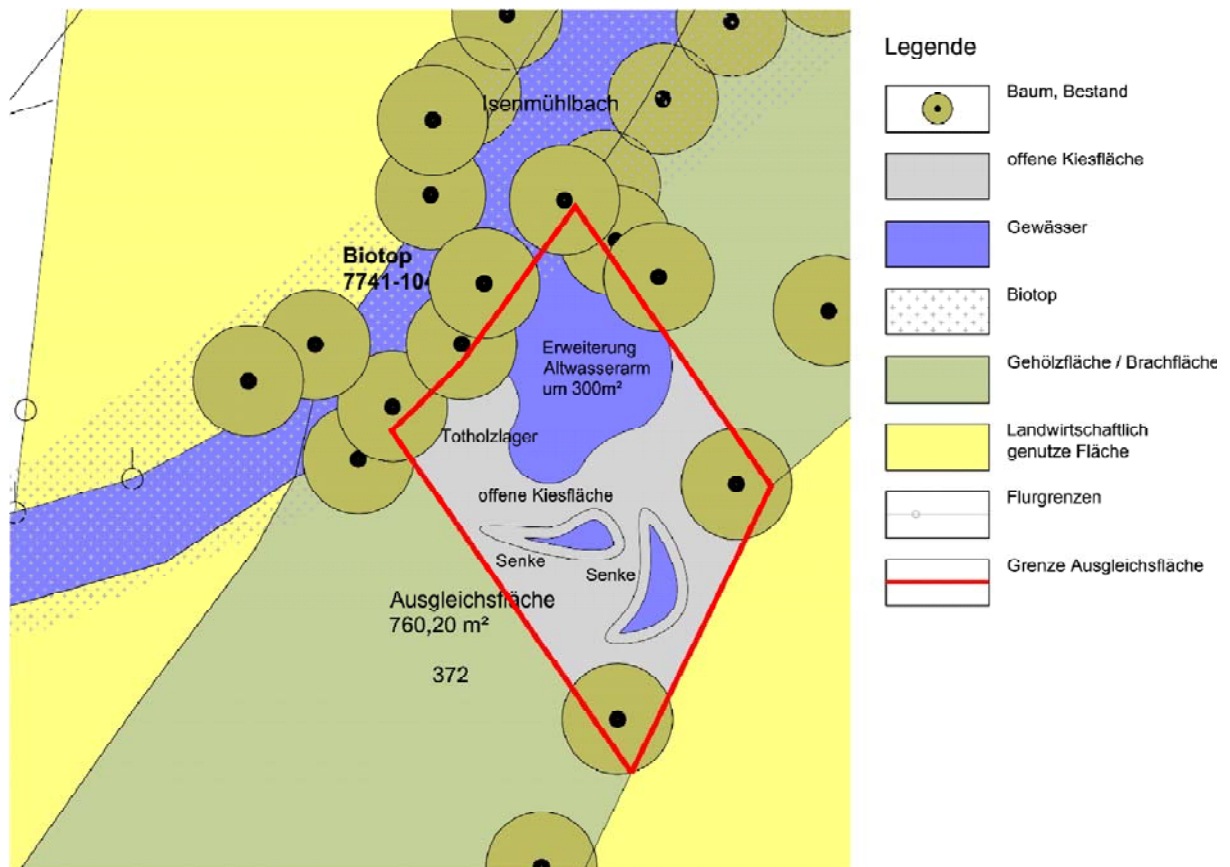 Isenmühlbach
Biotop
7741-104
Erweiterung
Altwasserarm
um 300m²
Totholzlager
offene Kiesfläche
Senke
Senke
Ausgleichsfläche
760,20 m²
372
Legende
Baum, Bestand
offene Kiesfläche
Gewässer
Biotop
Gehölzfläche / Brachfläche
Landwirtschaftlich
genutze Fläche
Flurgrenzen
Grenze Ausgleichsfläche